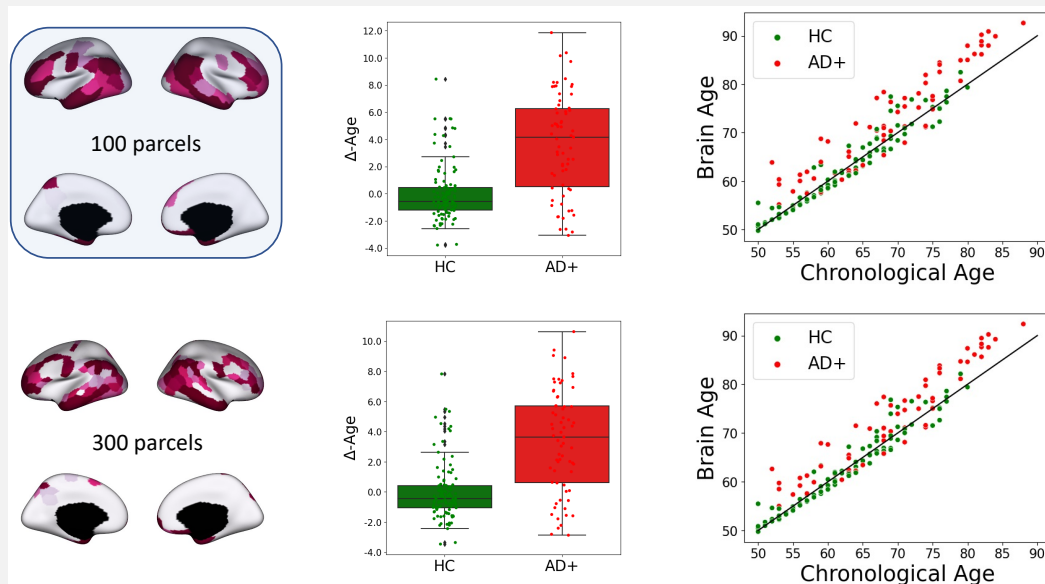 100 parcels
12.0
10.0
8.0
6.0
4.0
2.0
0.0
-2.0
-4.0
Δ-Age
HC
AD+
HC
AD+
90
80
70
60
50
Brain Age
50 55 60 65 70 75 80 85 90
Chronological Age
300 parcels
10.0
8.0
6.0
4.0
2.0
0.0
-2.0
-4.0
Δ-Age
HC
AD+
HC
AD+
90
80
70
60
50
Brain Age
50 55 60 65 70 75 80 85 90
Chronological Age